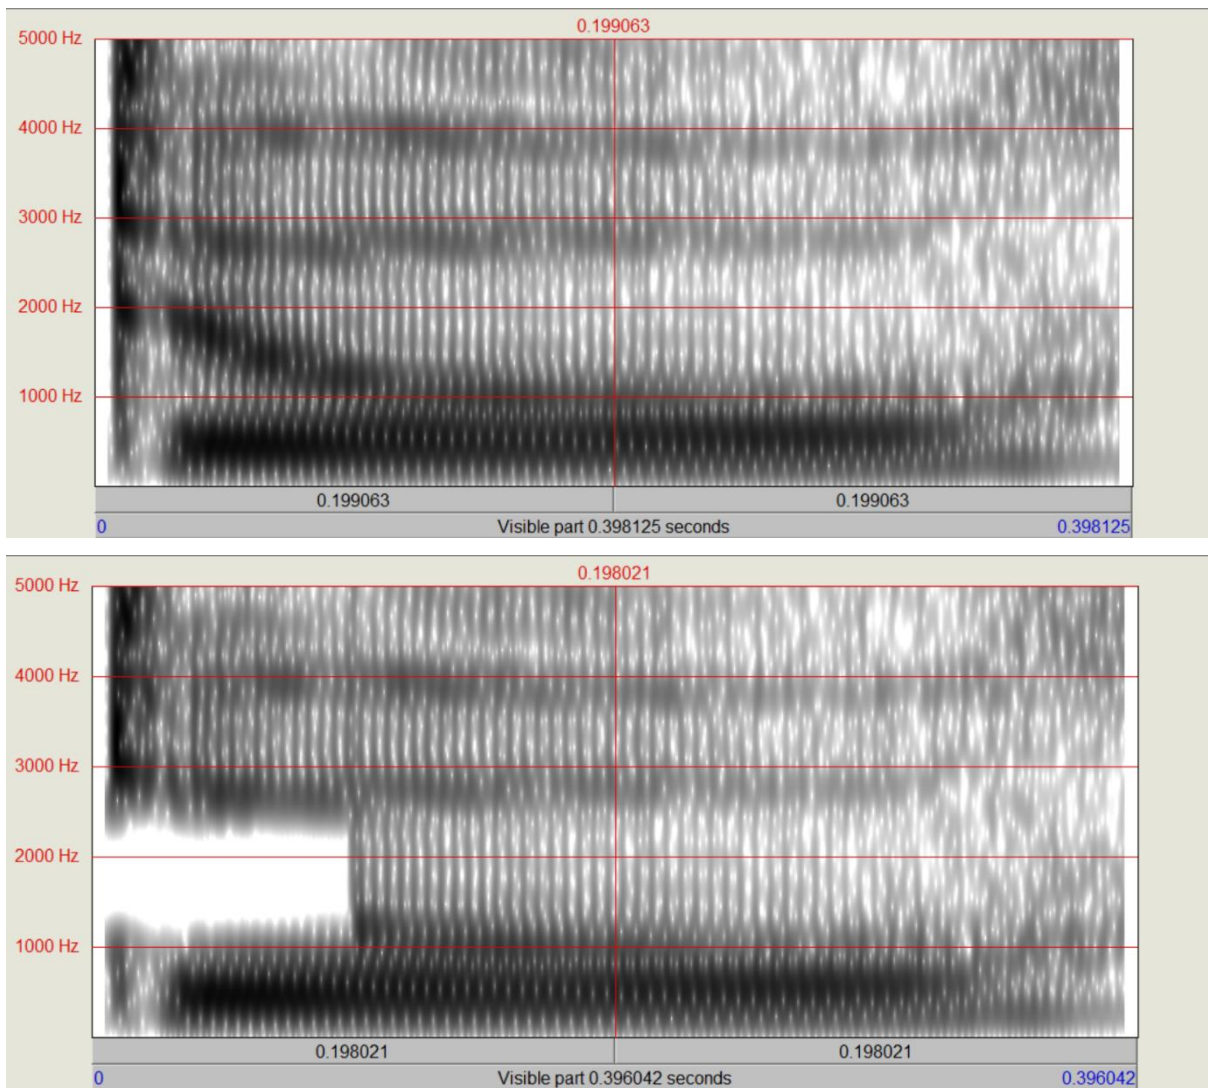 0.199063
5000 Hz
4000 Hz
3000 Hz
2000 Hz
1000 Hz
0.199063 0.199063
0 Visible part 0.398125 seconds 0.398125
0.198021
5000 Hz
4000 Hz
3000 Hz
2000 Hz
1000 Hz
0.198021 0.198021
0 Visible part 0.396042 seconds 0.396042